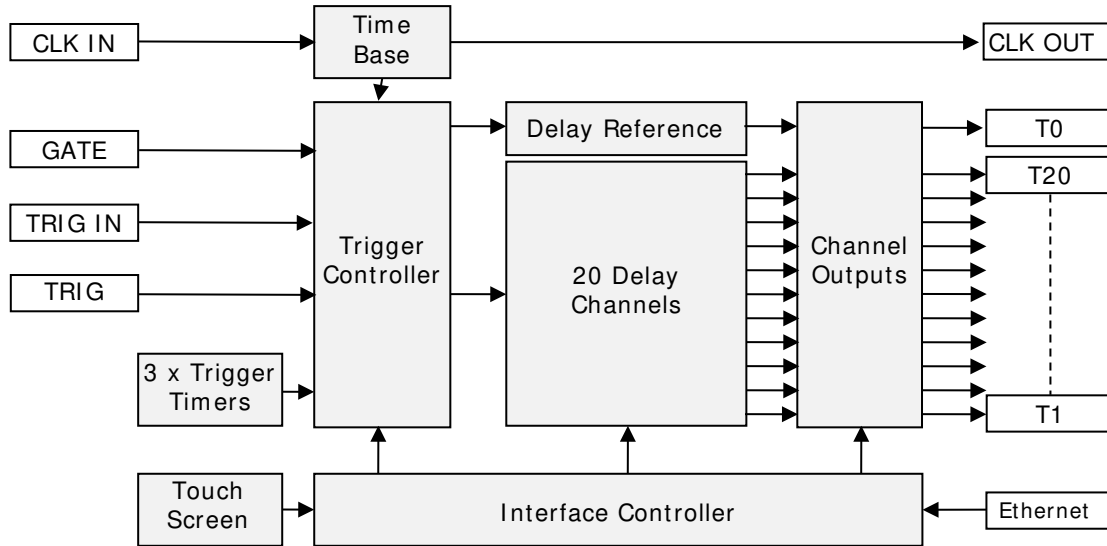 CLK IN
Time
Base
CLK OUT
GATE
TRIG IN
TRIG
3 x Trigger
Timers
Trigger
Controller
Delay Reference
20 Delay
Channels
Channel
Outputs
T0
T20
T1
Touch
Screen
Interface Controller
Ethernet